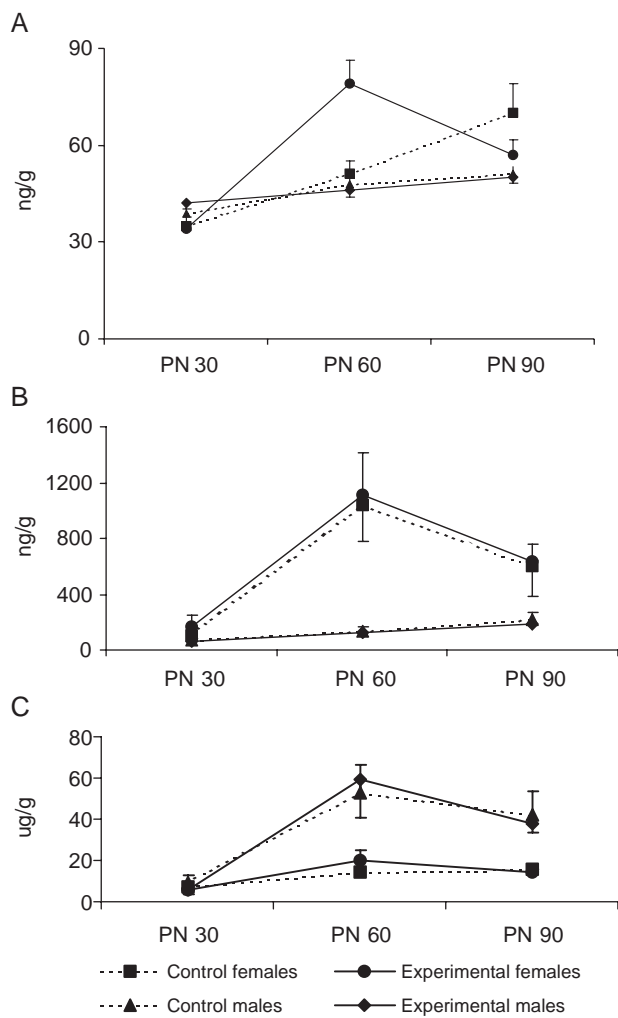 A
90
60
30
0
ng/g
PN 30 PN 60 PN 90
B
1600
1200
800
400
0
ng/g
PN 30 PN 60 PN 90
C
80
60
40
20
0
ug/g
PN 30 PN 60 PN 90
Control females Experimental females
Control males Experimental males